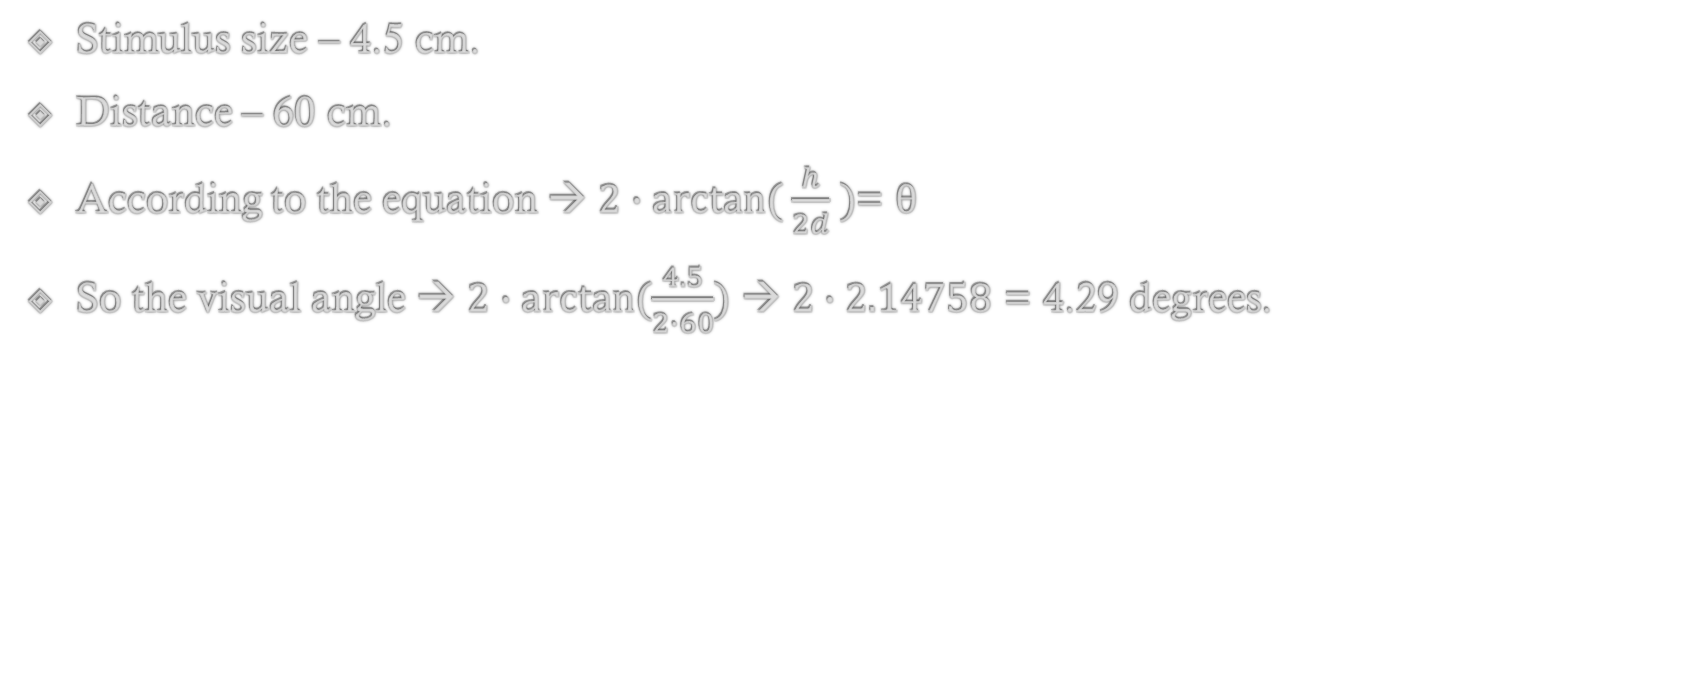 ❖ Stimulus size – 4.5 cm.
❖ Distance – 60 cm.
❖ According to the equation → 2 · arctan(h/2d)= θ
❖ So the visual angle → 2 · arctan(4.5/2·60) → 2 · 2.14758 = 4.29 degrees.